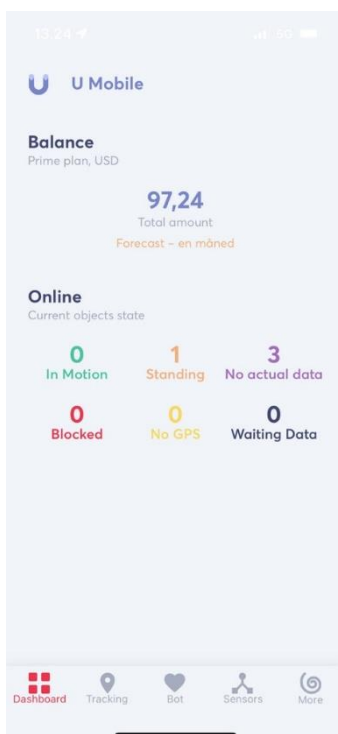 13.24
5G
U Mobile
Balance
Prime plan, USD
97,24
Total amount
Forecast – en måned
Online
Current objects state
0 1 3
In Motion Standing No actual data
0 0 0
Blocked No GPS Waiting Data
Dashboard Tracking Bot Sensors More